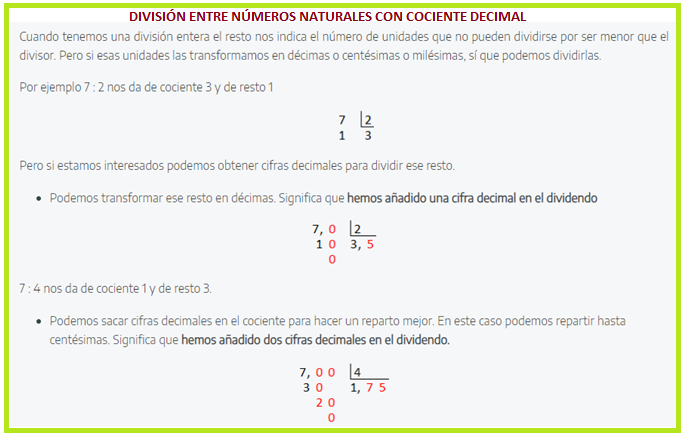 DIVISIÓN ENTRE NÚMEROS NATURALES CON COCIENTE DECIMAL
Cuando tenemos una división entera el resto nos indica el número de unidades que no pueden dividirse por ser menor que el
divisor. Pero si esas unidades las transformamos en décimas o centésimas o milésimas, sí que podemos dividirlas.
Por ejemplo 7 : 2 nos da de cociente 3 y de resto 1
7 2
1 3
Pero si estamos interesados podemos obtener cifras decimales para dividir ese resto.
• Podemos transformar ese resto en décimas. Significa que hemos añadido una cifra decimal en el dividendo
7, 0 2
1 0 3, 5
0
7 : 4 nos da de cociente 1 y de resto 3.
• Podemos sacar cifras decimales en el cociente para hacer un reparto mejor. En este caso podemos repartir hasta
centésimas. Significa que hemos añadido dos cifras decimales en el dividendo.
7, 0 0 4
3 0 1, 7 5
2 0
0